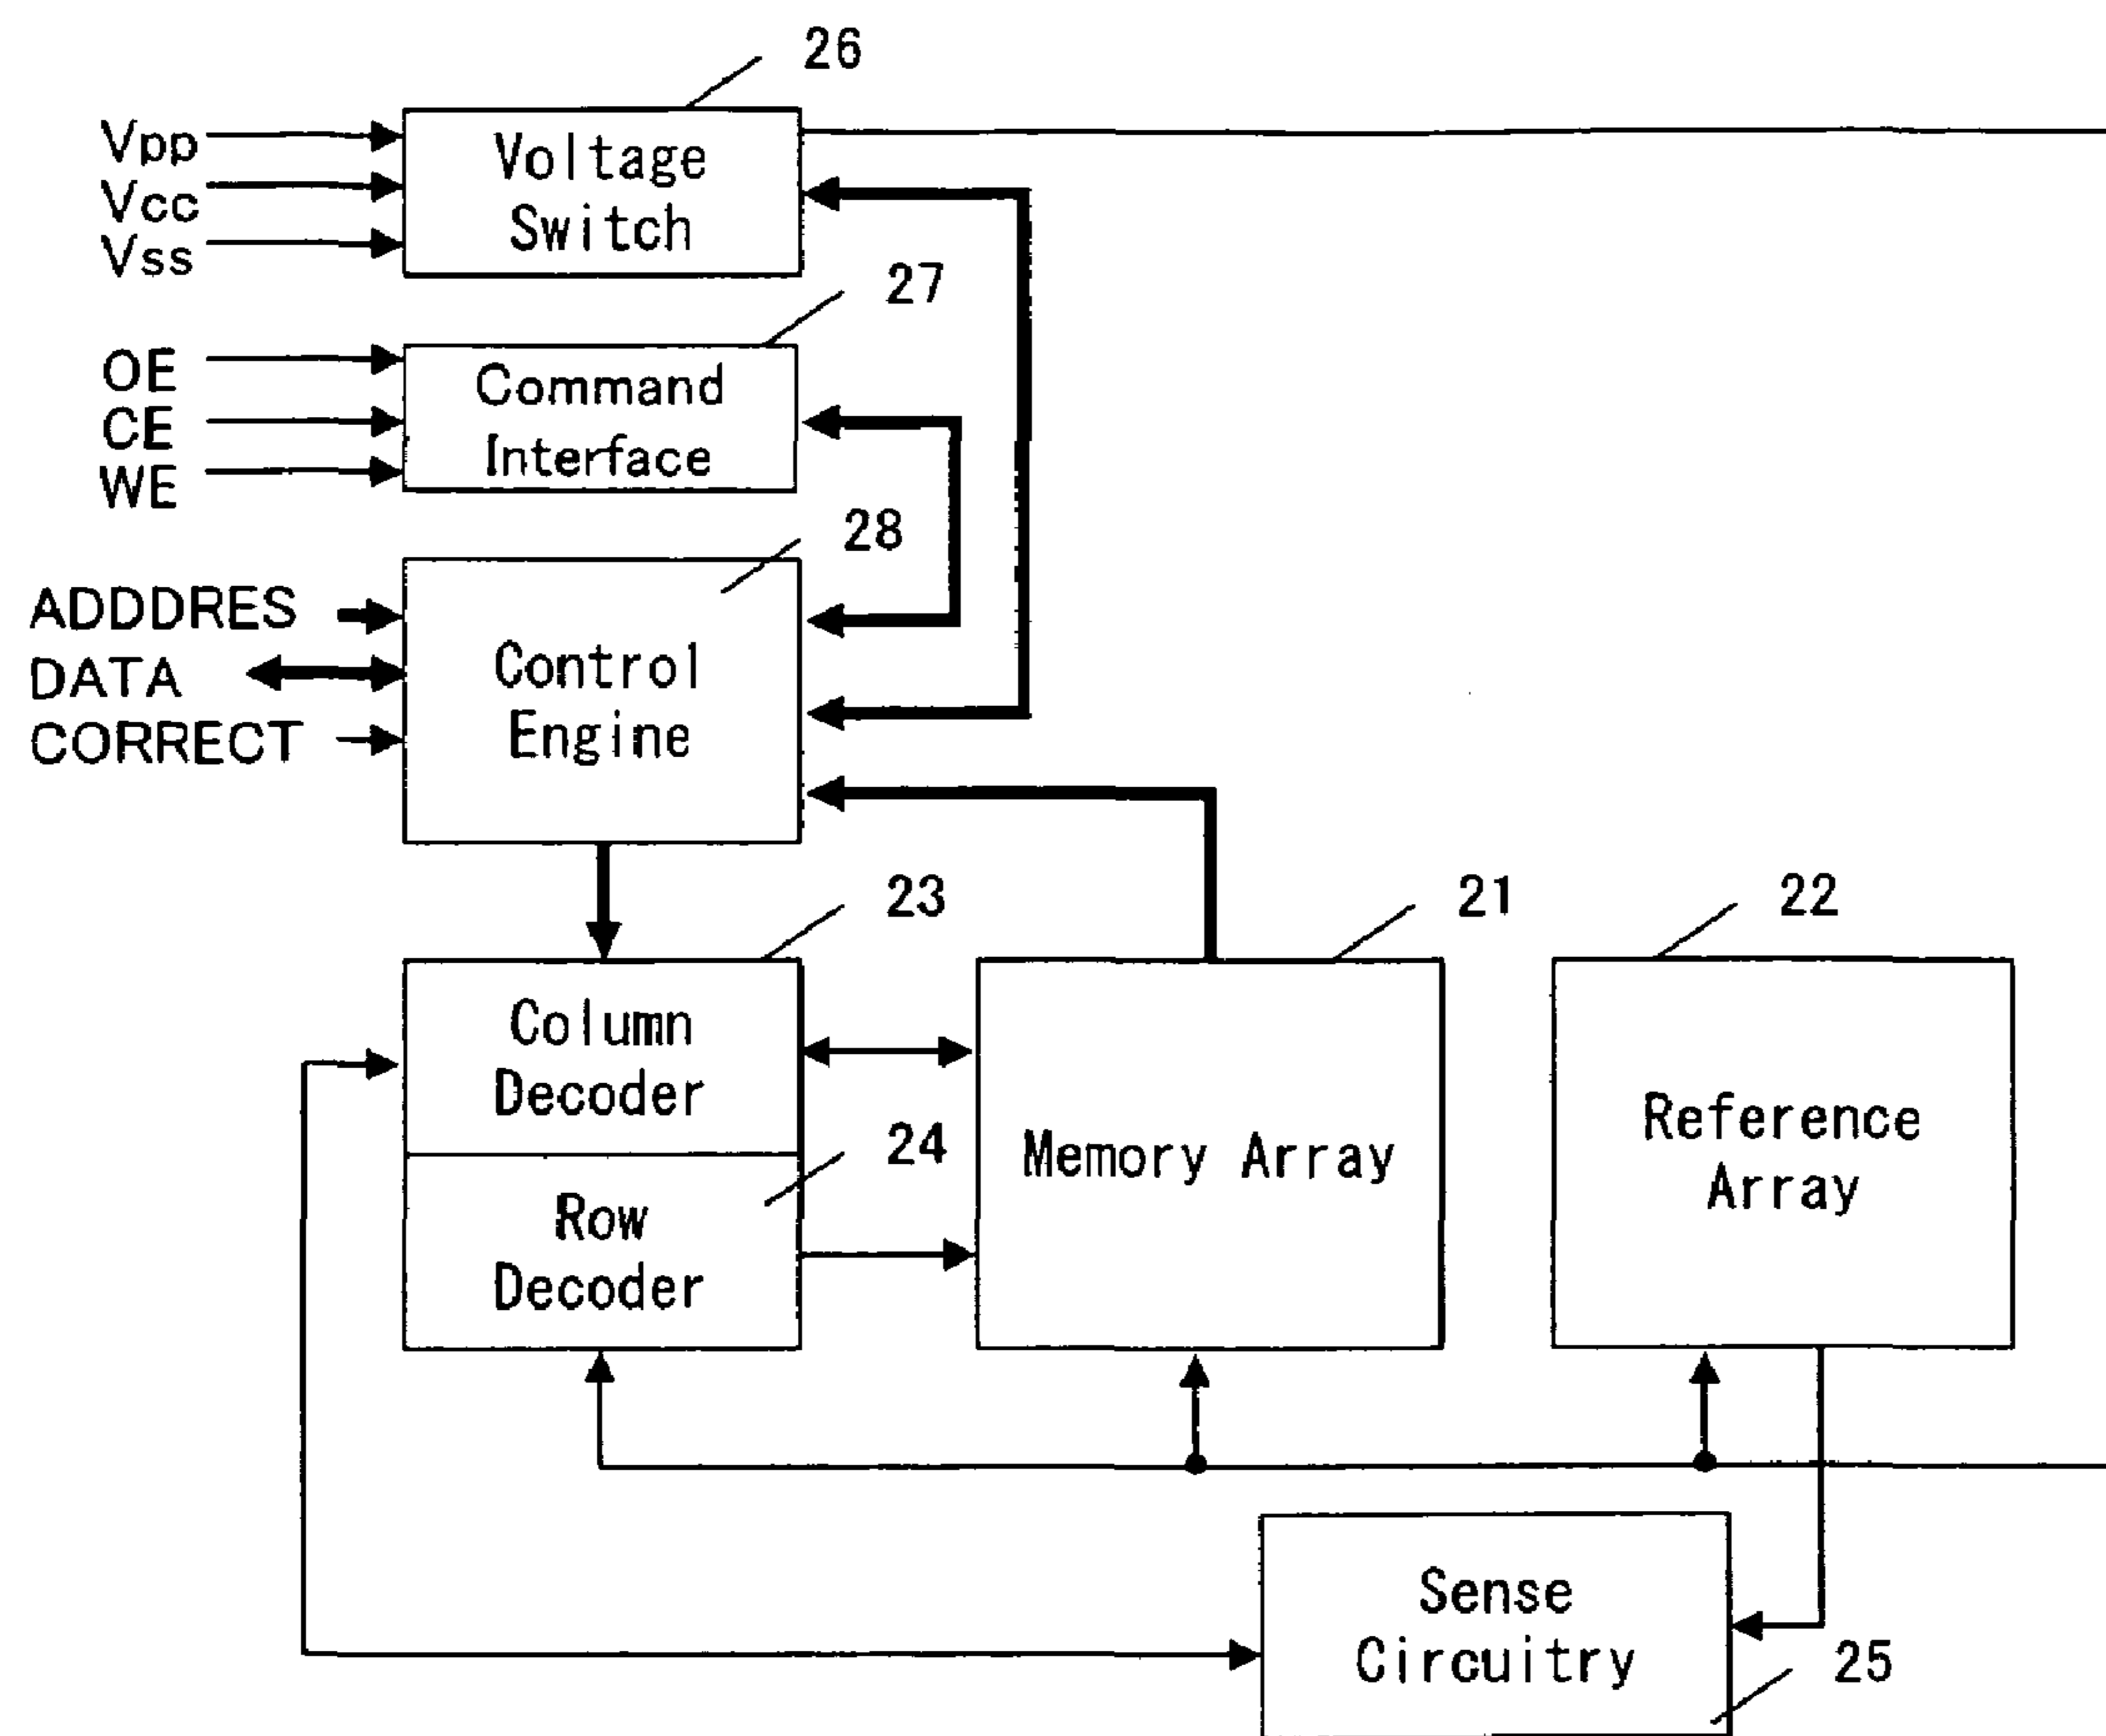 26
Vpp
Vcc
Vss
Voltage
Switch
27
OE
CE
WE
Command
Interface
28
ADDDRES
DATA
CORRECT
Control
Engine
23
21
22
Column
Decoder
24
Row
Decoder
Memory Array
Reference
Array
Sense
Circuitry
25